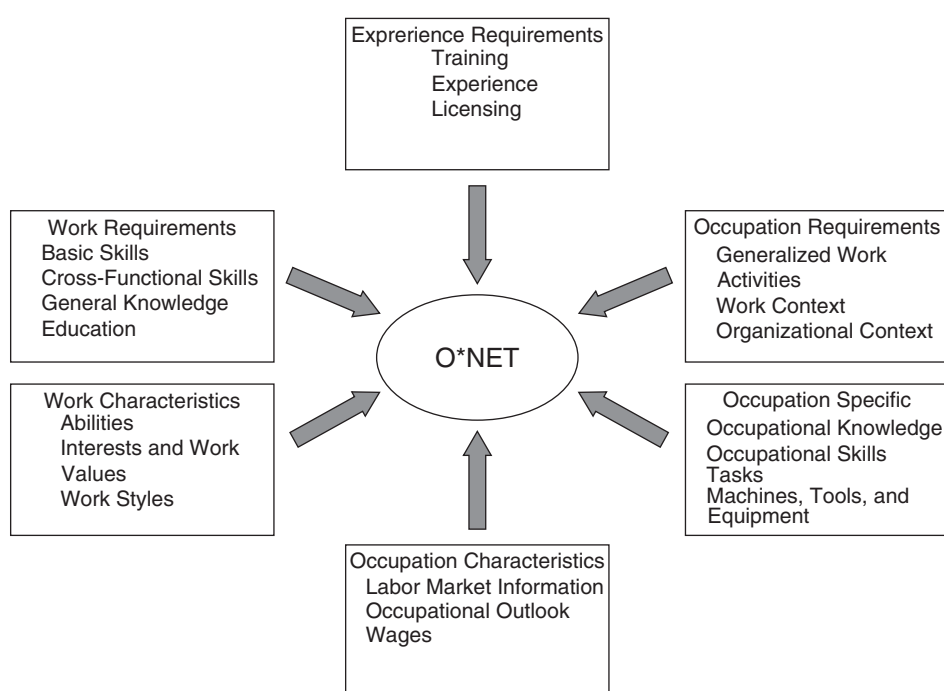 Exprerience Requirements
Training
Experience
Licensing
Work Requirements
Basic Skills
Cross-Functional Skills
General Knowledge
Education
Occupation Requirements
Generalized Work
Activities
Work Context
Organizational Context
O*NET
Work Characteristics
Abilities
Interests and Work
Values
Work Styles
Occupation Specific
Occupational Knowledge
Occupational Skills
Tasks
Machines, Tools, and
Equipment
Occupation Characteristics
Labor Market Information
Occupational Outlook
Wages